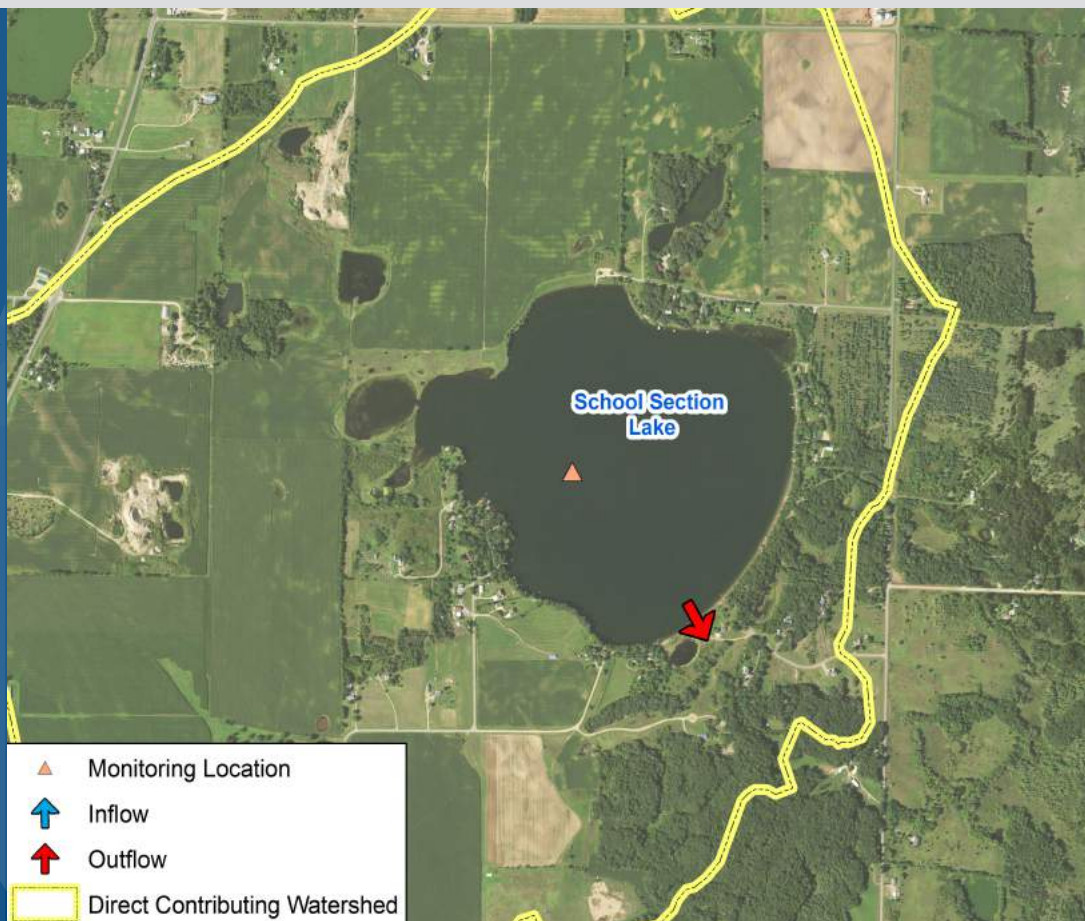 School Section
Lake
Monitoring Location
Inflow
Outflow
Direct Contributing Watershed